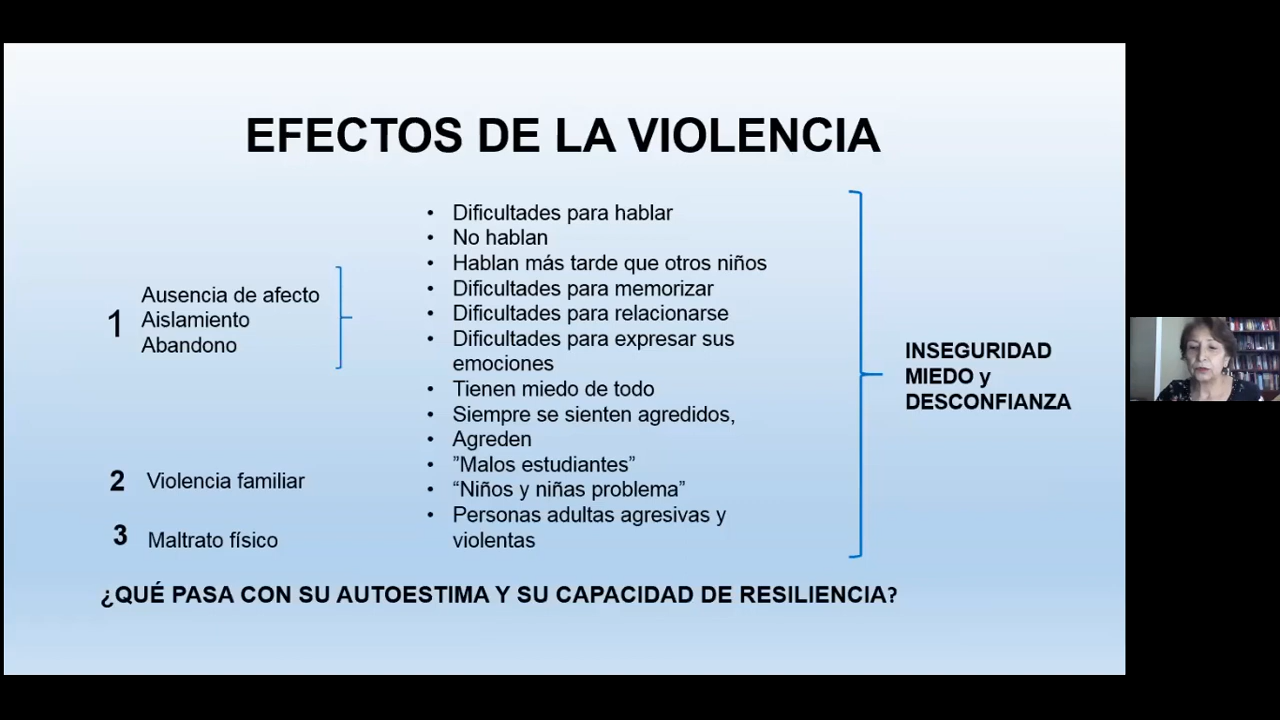 EFECTOS DE LA VIOLENCIA
1
Ausencia de afecto
Aislamiento
Abandono
2 Violencia familiar
3 Maltrato físico
• Dificultades para hablar
• No hablan
• Hablan más tarde que otros niños
• Dificultades para memorizar
• Dificultades para relacionarse
• Dificultades para expresar sus
emociones
• Tienen miedo de todo
• Siempre se sienten agredidos,
• Agreden
• ”Malos estudiantes”
• “Niños y niñas problema”
• Personas adultas agresivas y
violentas
INSEGURIDAD
MIEDO y
DESCONFIANZA
¿QUÉ PASA CON SU AUTOESTIMA Y SU CAPACIDAD DE RESILIENCIA?